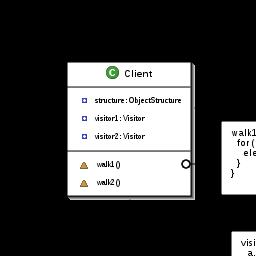 C Client
structure: ObjectStructure
visitor1: Visitor
visitor2: Visitor
walk1()
walk2()
walk1
for(
ele
}
}
visi
a.